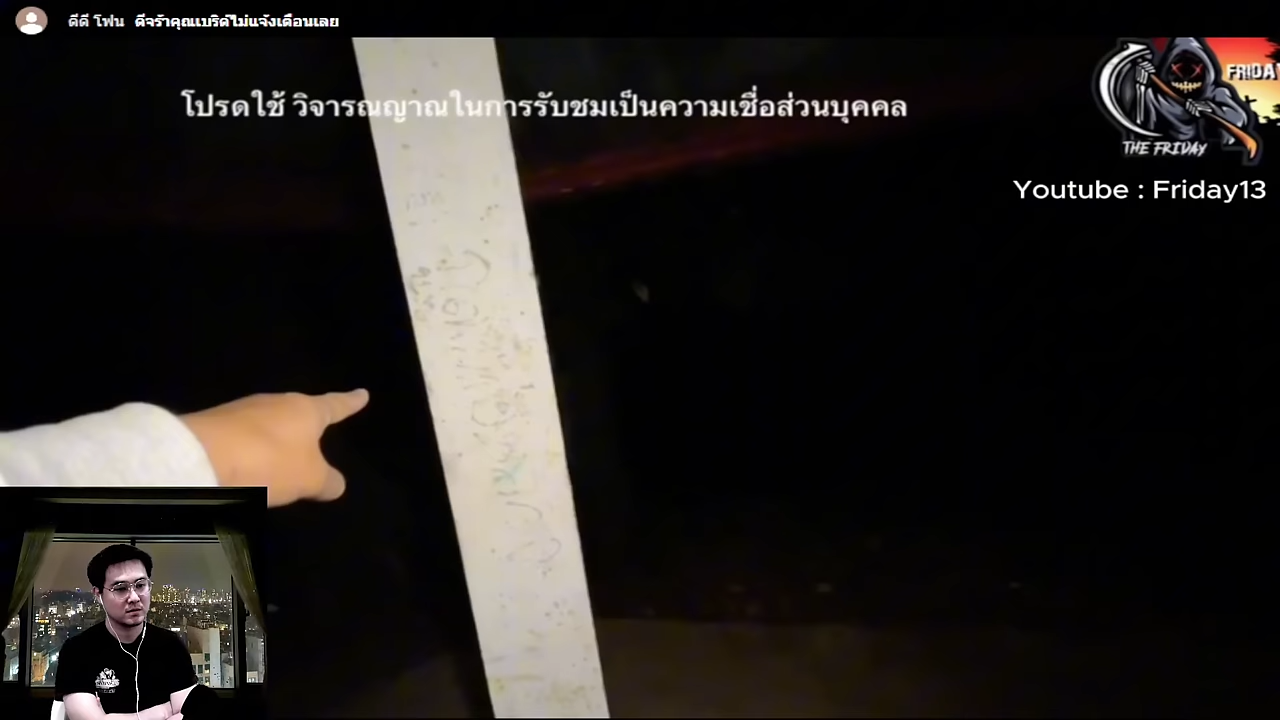 ดีดี โฟน ดีจร้าคุณเบริด์ไม่แจ้งเตือนเลย
โปรดใช้ วิจารณญาณในการรับชมเป็นความเชื่อส่วนบุคคล
FRIDA
THE FRIDAY
Youtube : Friday13